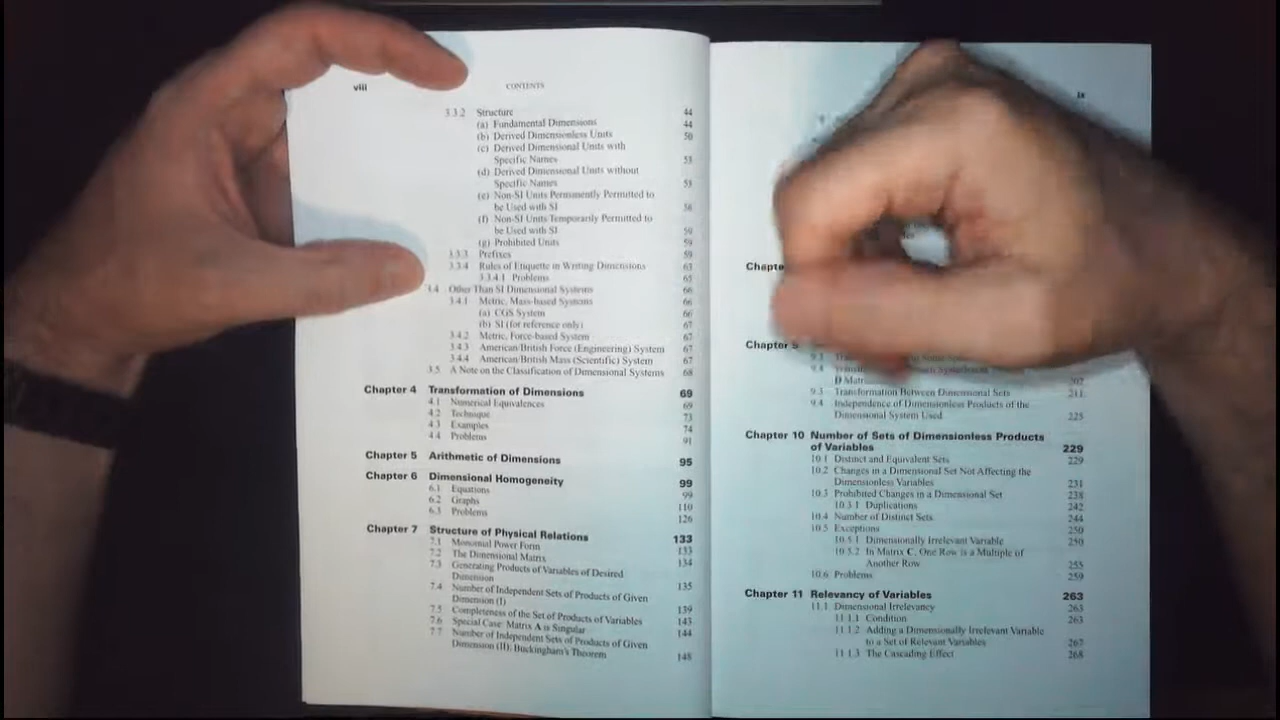 viii
CONTENTS
3.3.2 Structure 44
(a) Fundamental Dimensions 44
(b) Derived Dimensionless Units 50
(c) Derived Dimensional Units with
Specific Names 53
(d) Derived Dimensional Units without
Specific Names 53
(e) Non-SI Units Permanently Permitted to
be Used with SI 56
(f) Non-SI Units Temporarily Permitted to
be Used with SI 59
(g) Prohibited Units 59
3.3.3 Prefixes 59
3.3.4 Rules of Etiquette in Writing Dimensions 63
3.3.4.1 Problems 65
3.4 Other Than SI Dimensional Systems 66
3.4.1 Metric, Mass-based Systems 66
(a) CGS System 66
(b) SI (for reference only) 67
3.4.2 Metric, Force-based System 67
3.4.3 American/British Force (Engineering) System 67
3.4.4 American/British Mass (Scientific) System 67
3.5 A Note on the Classification of Dimensional Systems 68
Chapter 4 Transformation of Dimensions 69
4.1 Numerical Equivalences 69
4.2 Technique 73
4.3 Examples 74
4.4 Problems 91
Chapter 5 Arithmetic of Dimensions 95
Chapter 6 Dimensional Homogeneity 99
6.1 Equations 99
6.2 Graphs 110
6.3 Problems 126
Chapter 7 Structure of Physical Relations 133
7.1 Monomial Power Form 133
7.2 The Dimensional Matrix 134
7.3 Generating Products of Variables of Desired
Dimension 135
7.4 Number of Independent Sets of Products of Given
Dimension (I) 139
7.5 Completeness of the Set of Products of Variables 143
7.6 Special Case: Matrix A is Singular 144
7.7 Number of Independent Sets of Products of Given
Dimension (II); Buckingham's Theorem 148
ix
Chapte
Chapter 9
9.1
D Matr 207
9.3 Transformation Between Dimensional Sets 211
9.4 Independence of Dimensionless Products of the
Dimensional System Used 225
Chapter 10 Number of Sets of Dimensionless Products
of Variables 229
10.1 Distinct and Equivalent Sets 229
10.2 Changes in a Dimensional Set Not Affecting the
Dimensionless Variables 231
10.3 Prohibited Changes in a Dimensional Set 238
10.3.1 Duplications 242
10.4 Number of Distinct Sets 244
10.5 Exceptions 250
10.5.1 Dimensionally Irrelevant Variable 250
10.5.2 In Matrix C, One Row is a Multiple of
Another Row 255
10.6 Problems 259
Chapter 11 Relevancy of Variables 263
11.1 Dimensional Irrelevancy 263
11.1.1 Condition 263
11.1.2 Adding a Dimensionally Irrelevant Variable
to a Set of Relevant Variables 267
11.1.3 The Cascading Effect 268